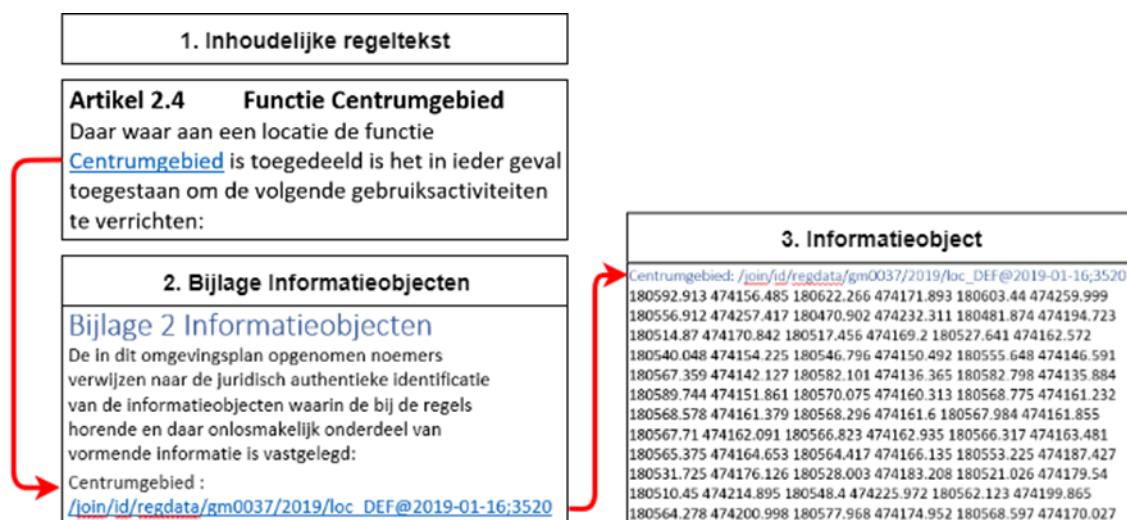 1. Inhoudelijke regeltekst
Artikel 2.4 Functie Centrumgebied
Daar waar aan een locatie de functie
Centrumgebied is toegedeeld is het in ieder geval
toegestaan om de volgende gebruiksactiviteiten
te verrichten:
2. Bijlage Informatieobjecten
Bijlage 2 Informatieobjecten
De in dit omgevingsplan opgenomen noemers
verwijzen naar de juridisch authentieke identificatie
van de informatieobjecten waarin de bij de regels
horende en daar onlosmakelijk onderdeel van
vormende informatie is vastgelegd:
Centrumgebied :
/join/id/regdata/gm0037/2019/loc_DEF@2019-01-16;3520
3. Informatieobject
Centrumgebied: /join/id/regdata/gm0037/2019/loc_DEF@2019-01-16;3520
180592.913 474156.485 180622.266 474171.893 180603.44 474259.999
180556.912 474257.417 180470.902 474232.311 180481.874 474194.723
180514.87 474170.842 180517.456 474169.2 180527.641 474162.572
180540.048 474154.225 180546.796 474150.492 180555.648 474146.591
180567.359 474142.127 180582.101 474136.365 180582.798 474135.884
180589.744 474151.861 180570.075 474160.313 180568.775 474161.232
180568.578 474161.379 180568.296 474161.6 180567.984 474161.855
180567.71 474162.091 180566.823 474162.935 180566.317 474163.481
180565.375 474164.653 180564.417 474166.135 180553.225 474187.427
180531.725 474176.126 180528.003 474183.208 180521.026 474179.54
180510.45 474214.895 180548.4 474225.972 180562.123 474199.865
180564.278 474200.998 180577.968 474174.952 180568.597 474170.027